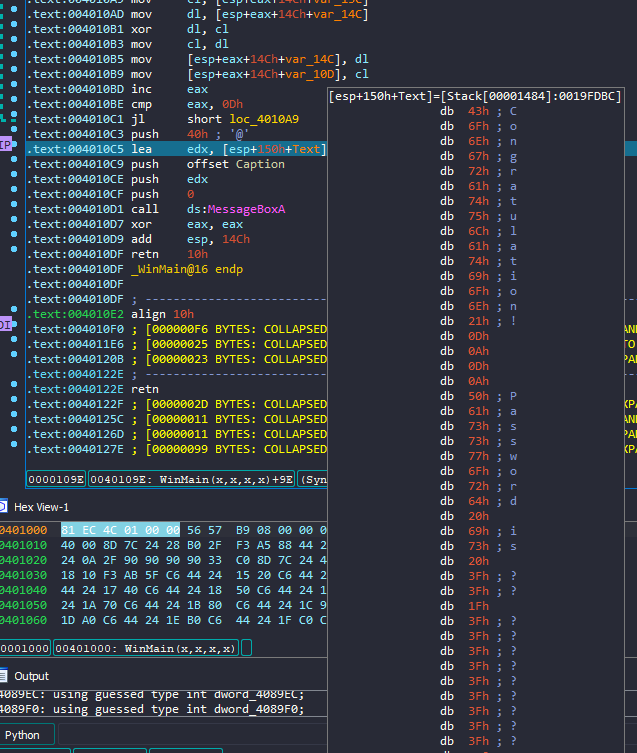 .text:004010AD mov dl, [esp+eax+14Ch+var_14C]
.text:004010B1 xor dl, cl
.text:004010B3 mov cl, dl
.text:004010B5 mov [esp+eax+14Ch+var_14C], dl
.text:004010B9 mov [esp+eax+14Ch+var_10D], cl
.text:004010BD inc eax
.text:004010BE cmp eax, 0Dh
.text:004010C1 jl short loc_4010A9
.text:004010C3 push 40h ; '@'
.text:004010C5 lea edx, [esp+150h+Text]
.text:004010C9 push offset Caption
.text:004010CE push edx
.text:004010CF push 0
.text:004010D1 call ds:MessageBoxA
.text:004010D7 xor eax, eax
.text:004010D9 add esp, 14Ch
.text:004010DF retn 10h
.text:004010DF _WinMain@16 endp
.text:004010DF
.text:004010DF ; ---------------------------
.text:004010E2 align 10h
.text:004010F0 ; [000000F6 BYTES: COLLAPSED
.text:004011E6 ; [00000025 BYTES: COLLAPSED
.text:0040120B ; [00000023 BYTES: COLLAPSED
.text:0040122E ; ---------------------------
.text:0040122E retn
.text:0040122F ; [0000002D BYTES: COLLAPSED
.text:0040125C ; [00000011 BYTES: COLLAPSED
.text:0040126D ; [00000011 BYTES: COLLAPSED
.text:0040127E ; [00000099 BYTES: COLLAPSED
0000109E 0040109E: WinMain(x,x,x,x)+9E (Syn
Hex View-1
0401000 81 EC 4C 01 00 00 56 57 B9 08 00 00 0
0401010 40 00 8D 7C 24 28 B0 2F F3 A5 88 44 2
0401020 24 0A 2F 90 90 90 90 33 C0 8D 7C 24 4
0401030 18 10 F3 AB 5F C6 44 24 15 20 C6 44 2
0401040 44 24 17 40 C6 44 24 18 50 C6 44 24 1
0401050 24 1A 70 C6 44 24 1B 80 C6 44 24 1C 9
0401060 1D A0 C6 44 24 1E B0 C6 44 24 1F C0 C
0001000 00401000: WinMain(x,x,x,x)
Output
4089EC: using guessed type int dword_4089EC;
4089F0: using guessed type int dword_4089F0;
Python
[esp+150h+Text]=[Stack[00001484]:0019FDBC]
db 43h ; C
db 6Fh ; o
db 6Eh ; n
db 67h ; g
db 72h ; r
db 61h ; a
db 74h ; t
db 75h ; u
db 6Ch ; l
db 61h ; a
db 74h ; t
db 69h ; i
db 6Fh ; o
db 6Eh ; n
db 21h ; !
db 0Dh
db 0Ah
db 0Dh
db 0Ah
db 50h ; P
db 61h ; a
db 73h ; s
db 73h ; s
db 77h ; w
db 6Fh ; o
db 72h ; r
db 64h ; d
db 20h
db 69h ; i
db 73h ; s
db 20h
db 3Fh ; ?
db 3Fh ; ?
db 1Fh
db 3Fh ; ?
db 3Fh ; ?
db 3Fh ; ?
db 3Fh ; ?
db 3Fh ; ?
db 3Fh ; ?
db 3Fh ; ?
db 3Fh ; ?